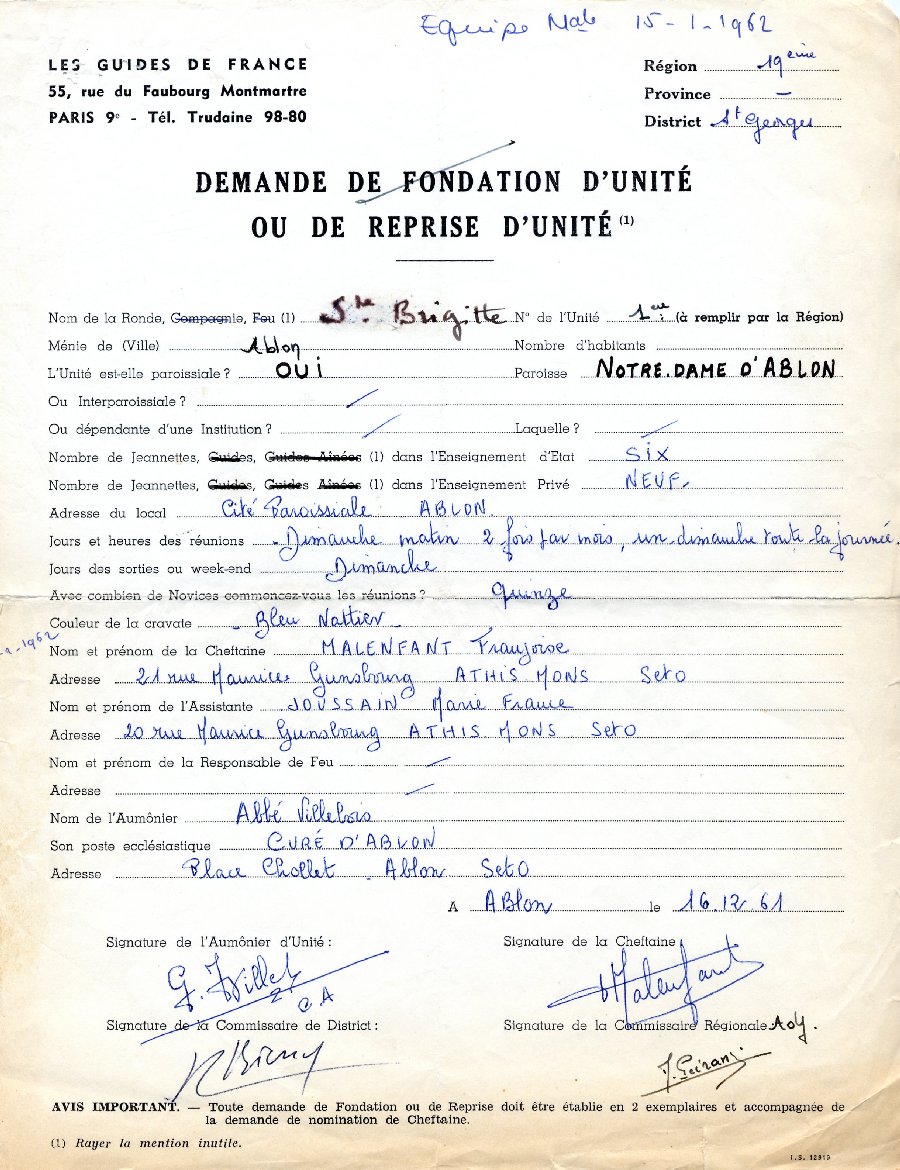 Equipe Nale 15-1-1962
LES GUIDES DE FRANCE
55, rue du Faubourg Montmartre
PARIS 9e - Tél. Trudaine 98-80
Région 19ème
Province —
District St Georges
DEMANDE DE FONDATION D'UNITÉ
OU DE REPRISE D'UNITÉ (1)
Nom de la Ronde, Compagnie, Feu (1) Ste Brigitte N° de l'Unité 1ère (à remplir par la Région)
Ménie de (Ville) Ablon Nombre d'habitants
L'Unité est-elle paroissiale ? OUi Paroisse NOTRE.DAME D'ABLON
Ou Interparoissiale ?
Ou dépendante d'une Institution ? Laquelle ?
Nombre de Jeannettes, Guides, Guides Ainées (1) dans l'Enseignement d'Etat SIX
Nombre de Jeannettes, Guides, Guides Ainées (1) dans l'Enseignement Privé NEUF.
Adresse du local Cité Paroissiale ABLON.
Jours et heures des réunions Dimanche matin 2 fois par mois, un dimanche toute la journée.
Jours des sorties ou week-end Dimanche
Avec combien de Novices commencez-vous les réunions ? Quinze
Couleur de la cravate Bleu Nattier
1962
Nom et prénom de la Cheftaine MALENFANT Françoise
Adresse 21 rue Maurice Gunsbourg ATHIS MONS SetO
Nom et prénom de l'Assistante JOUSSAIN Marie France
Adresse 20 rue Maurice Gunsbourg ATHIS MONS SetO
Nom et prénom de la Responsable de Feu
Adresse
Nom de l'Aumônier Abbé Villebois
Son poste ecclésiastique CURÉ D'ABLON
Adresse Place Chollet Ablon SetO
A ABlon le 16.12.61
Signature de l'Aumônier d'Unité : Signature de la Cheftaine
Malenfant
Signature de la Commissaire de District : Signature de la Commissaire Régionale
AVIS IMPORTANT. — Toute demande de Fondation ou de Reprise doit être établie en 2 exemplaires et accompagnée de
la demande de nomination de Cheftaine.
(1) Rayer la mention inutile.